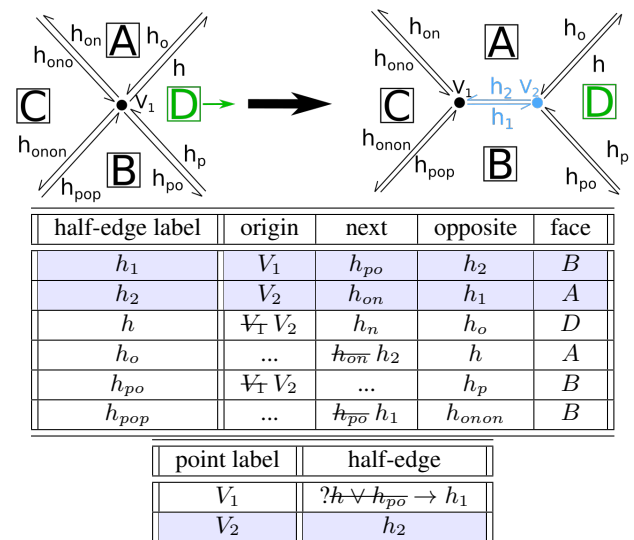 h_on A h_o h_ono h C V_1 D h_onon B h_p h_pop h_po
h_on A h_o h_ono h V_1 h_2 V_2 C h_1 D h_onon B h_p h_pop h_po
half-edge label origin next opposite face
h_1 V_1 h_po h_2 B
h_2 V_2 h_on h_1 A
h V_1 V_2 h_n h_o D
h_o ... h_on h_2 h A
h_po V_1 V_2 ... h_p B
h_pop ... h_po h_1 h_onon B
point label half-edge
V_1 ?h ∨ h_po → h_1
V_2 h_2